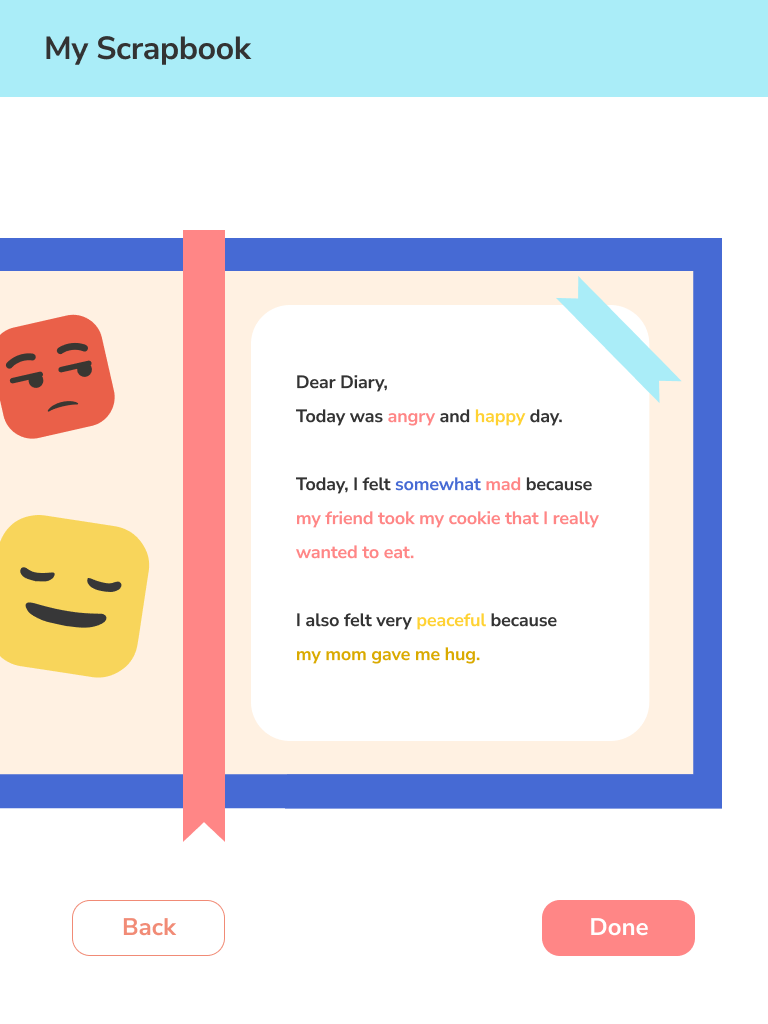 My Scrapbook
Dear Diary,
Today was angry and happy day.
Today, I felt somewhat mad because
my friend took my cookie that I really
wanted to eat.
I also felt very peaceful because
my mom gave me hug.
Back
Done